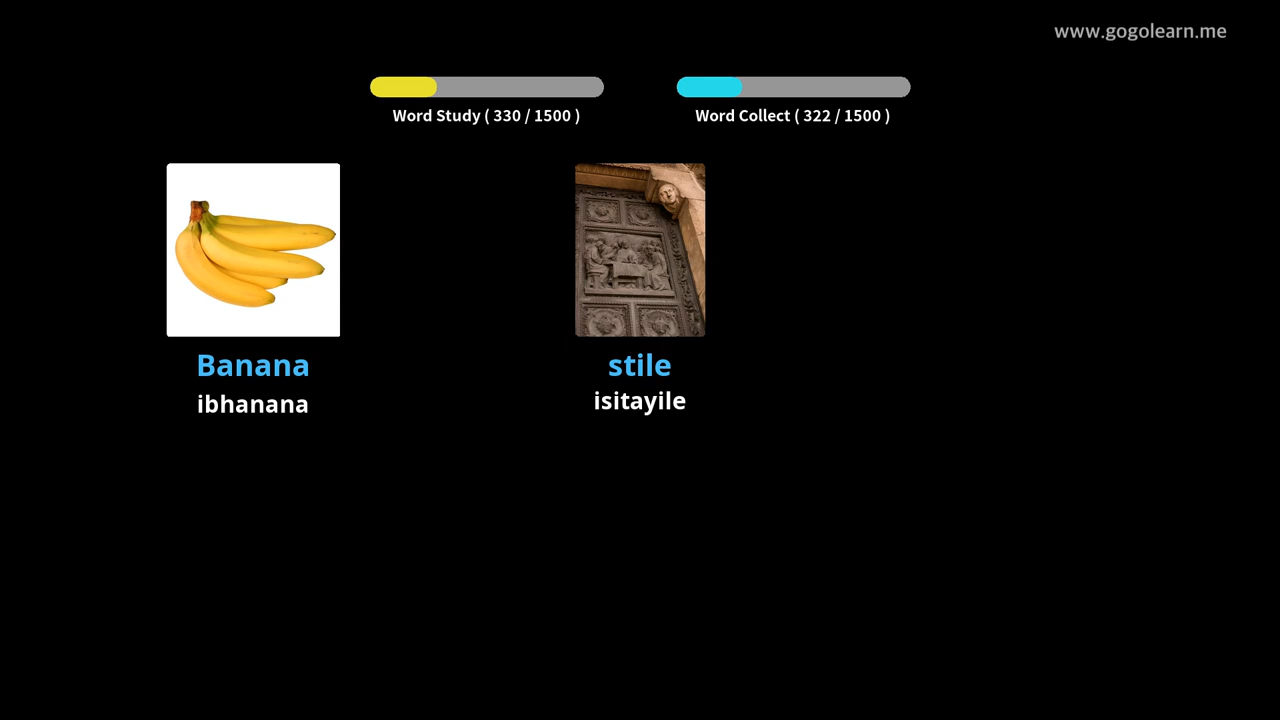 www.gogolearn.me
Word Study ( 330 / 1500 )
Word Collect ( 322 / 1500 )
Banana
ibhanana
stile
isitayile